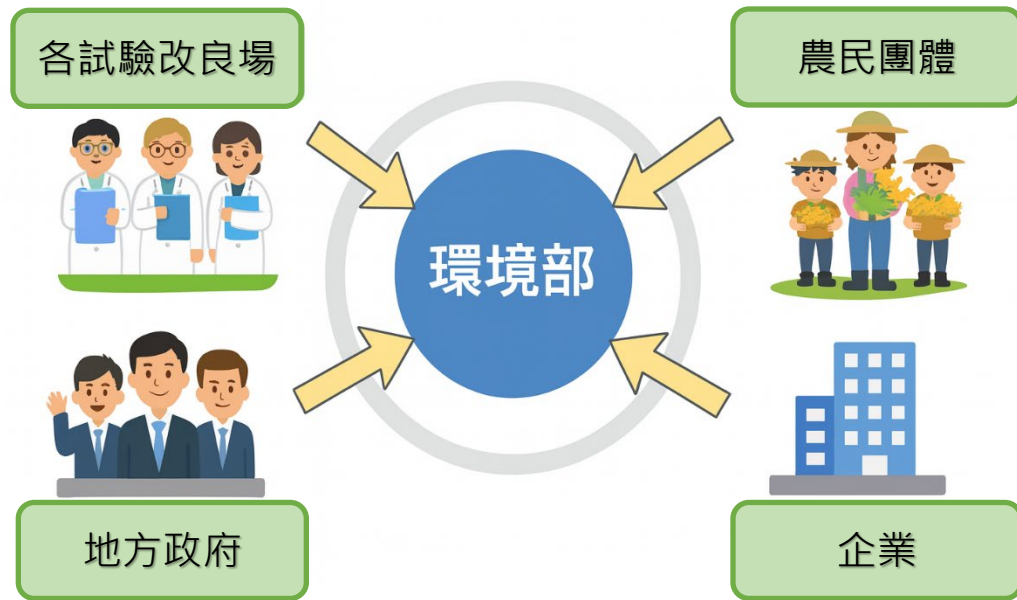 各試驗改良場
農民團體
環境部
地方政府
企業